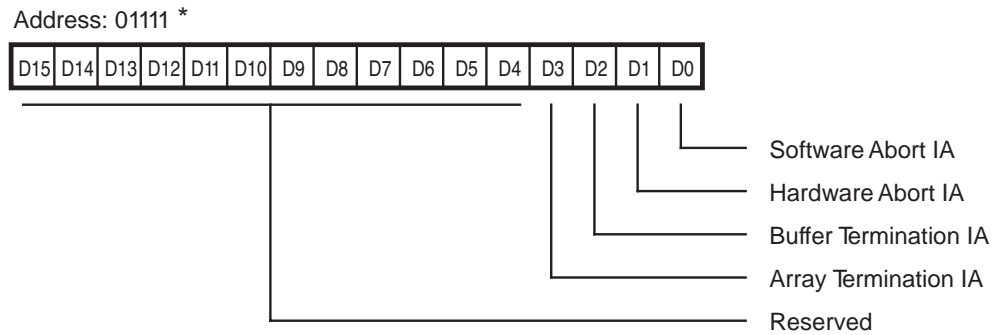 Address: 01111 *
D15 D14 D13 D12 D11 D10 D9 D8 D7 D6 D5 D4 D3 D2 D1 D0
Software Abort IA
Hardware Abort IA
Buffer Termination IA
Array Termination IA
Reserved